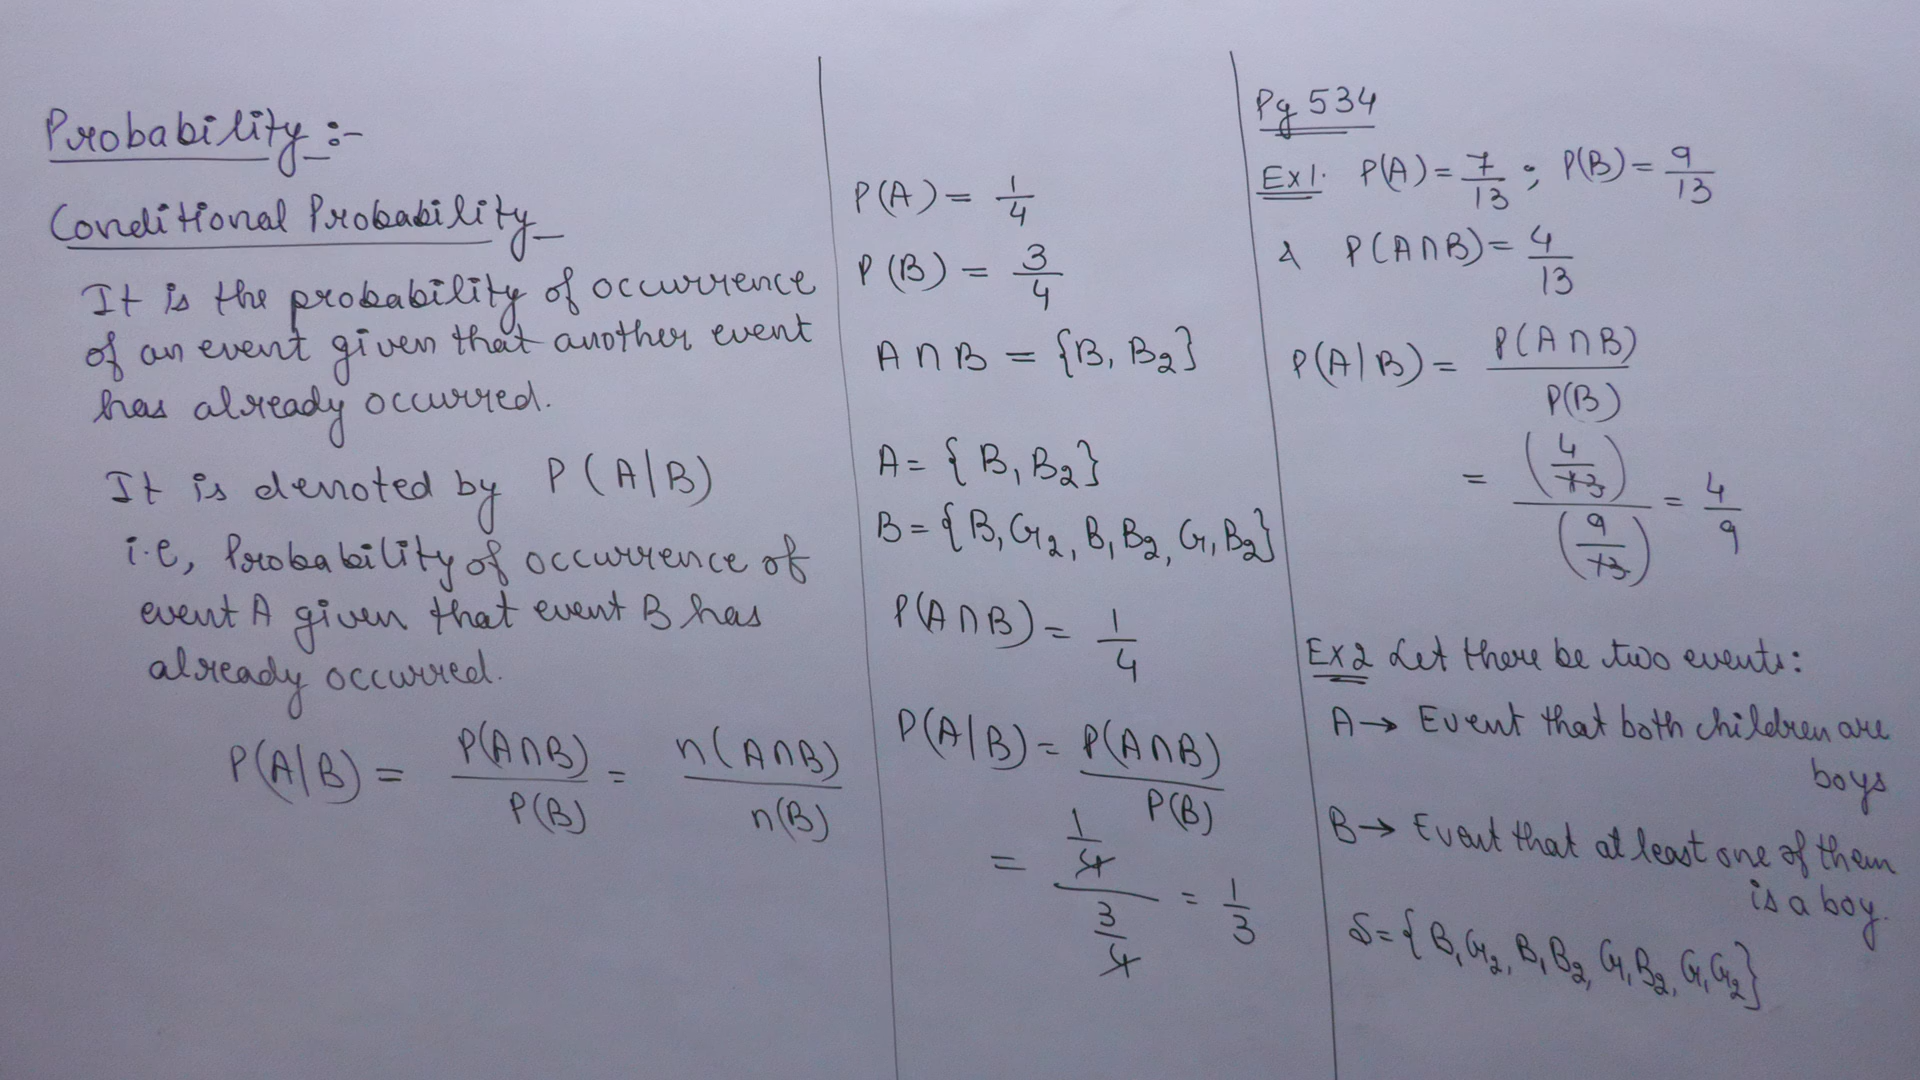 Probability :-
Conditional Probability
It is the probability of occurrence
of an event given that another event
has already occurred.
It is denoted by P(A|B)
i.e, Probability of occurrence of
event A given that event B has
already occurred.
P(A|B) = P(A∩B)/P(B) = n(A∩B)/n(B)
P(A) = 1/4
P(B) = 3/4
A∩B = {B₁B₂}
A = {B₁B₂}
B = {B₁G₂, B₁B₂, G₁B₂}
P(A∩B) = 1/4
P(A|B) = P(A∩B)/P(B)
= (1/4)/(3/4) = 1/3
Pg 534
Ex1. P(A) = 7/13 ; P(B) = 9/13
& P(A∩B) = 4/13
P(A|B) = P(A∩B)/P(B)
= (4/13)/(9/13) = 4/9
Ex2 Let there be two events:
A → Event that both children are
boys
B → Event that at least one of them
is a boy.
S = {B₁G₂, B₁B₂, G₁B₂, G₁G₂}